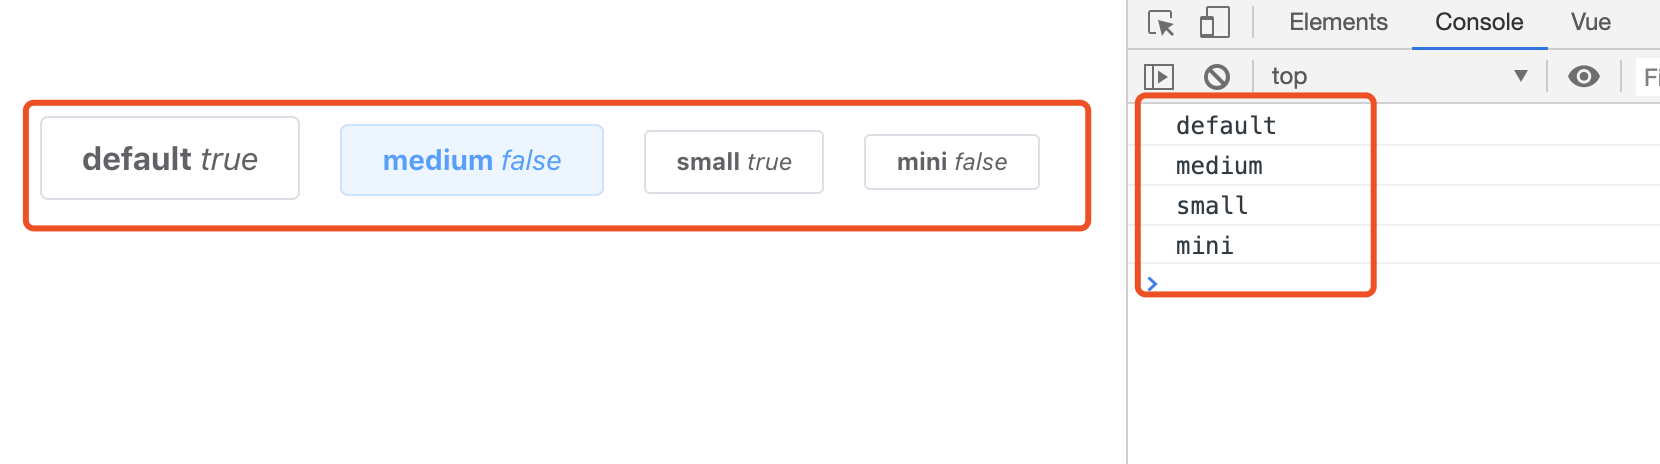 default true
medium false
small true
mini false
Elements
Console
Vue
top
Fi
default
medium
small
mini